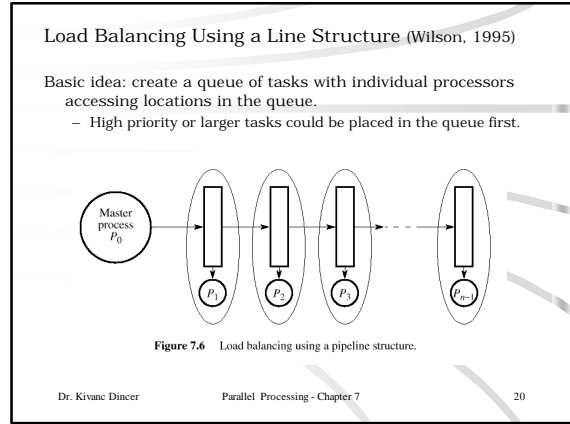 Load Balancing Using a Line Structure (Wilson, 1995)
Basic idea: create a queue of tasks with individual processors
accessing locations in the queue.
– High priority or larger tasks could be placed in the queue first.
Master
process
P0
P1
P2
P3
Pn−1
Figure 7.6 Load balancing using a pipeline structure.
Dr. Kivanc Dincer Parallel Processing - Chapter 7 20